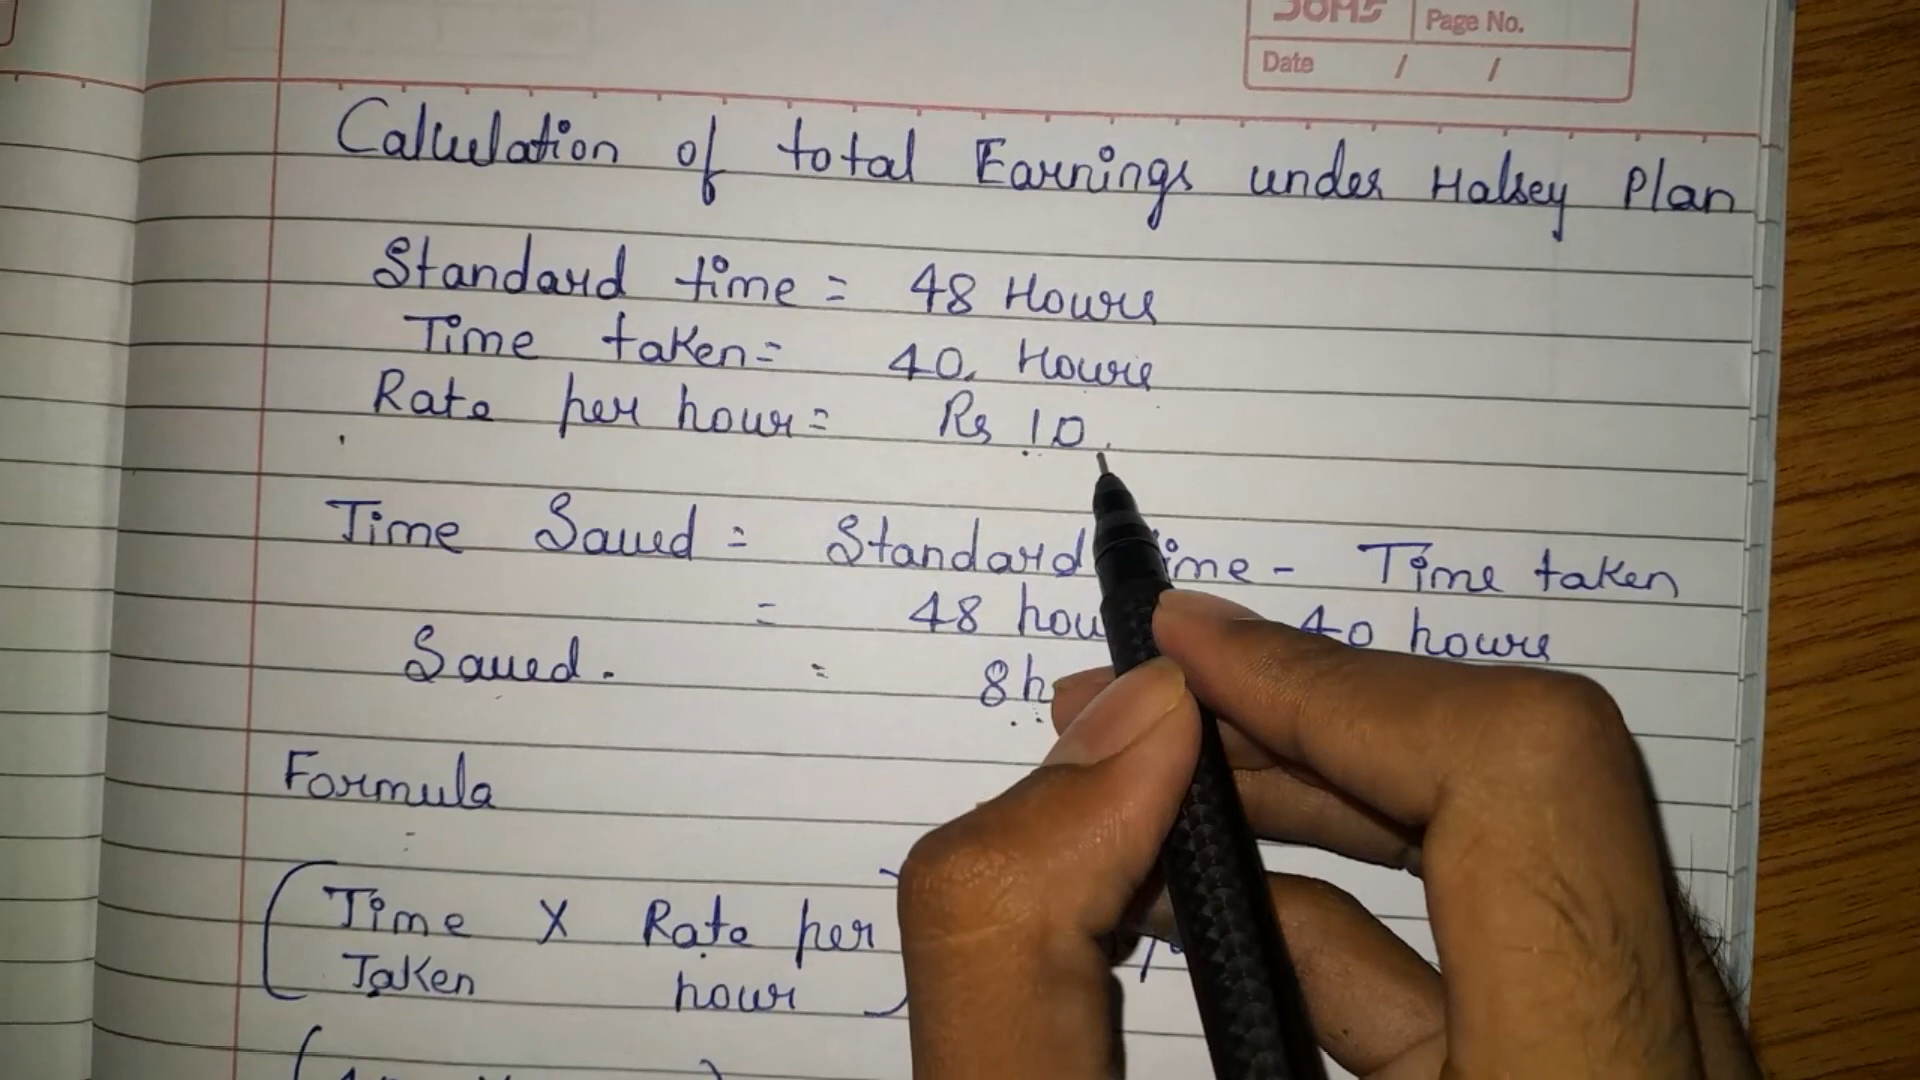 Page No.
Date / /
Calculation of total Earnings under Halsey Plan
Standard time = 48 Hours
Time taken = 40 Hours
Rate per hour = Rs 10.
Time Saved = Standard ime - Time taken
= 48 hou 40 hours
Saved. = 8h
Formula
(Time X Rate per
Taken hour)